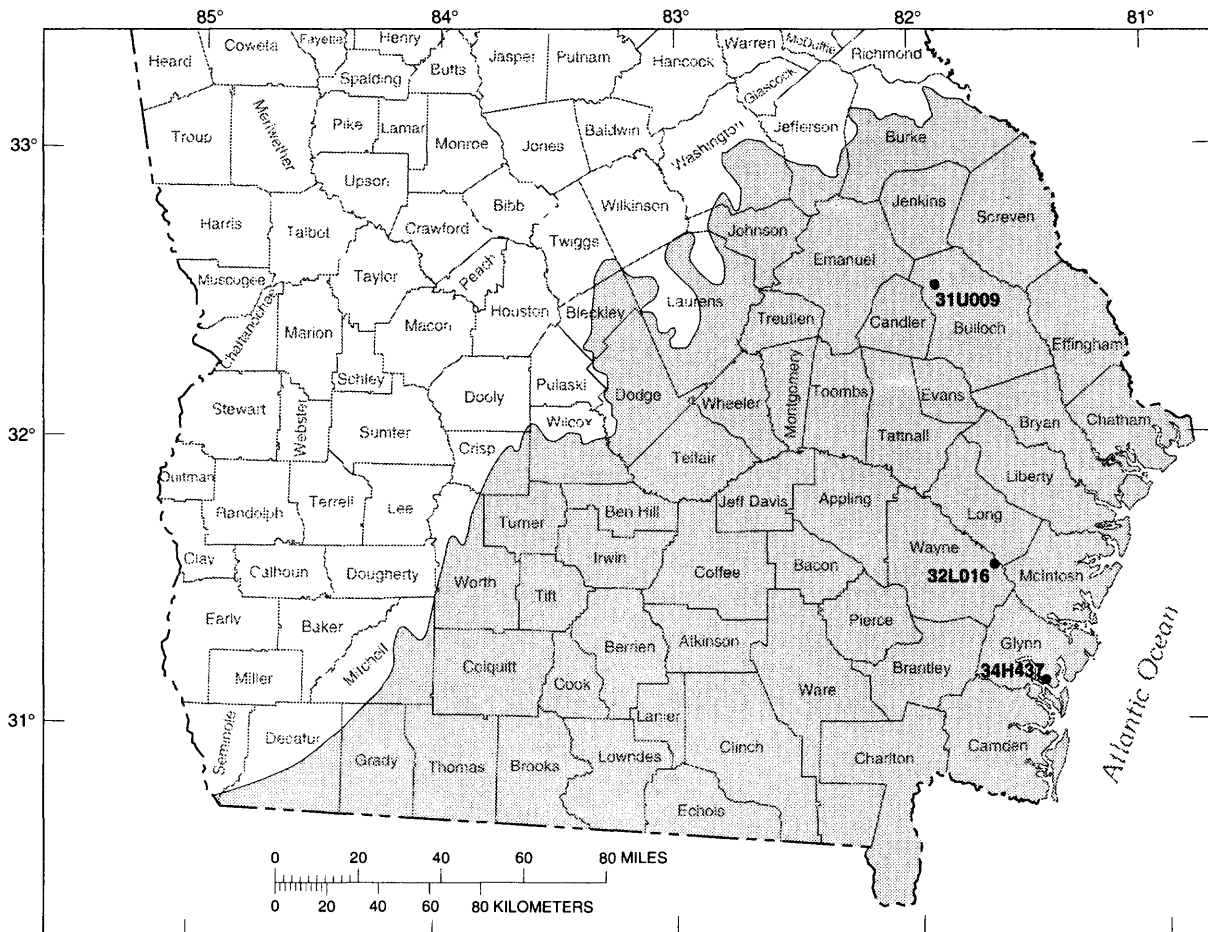 85° 84° 83° 82° 81°
Heard
Coweta
Fayette
Henry
Spalding
Butts
Jasper
Putnam
Hancock
Warren
McDuffie
Richmond
Glascock
33°
Troup
Meriwether
Pike
Lamar
Monroe
Jones
Baldwin
Washington
Jefferson
Burke
Upson
Harris
Talbot
Crawford
Bibb
Wilkinson
Johnson
Jenkins
Screven
Twiggs
Emanuel
Muscogee
Taylor
Peach
Houston
Bleckley
Laurens
Treutlen
Candler
31U009
Bulloch
Chattahoochee
Marion
Macon
Effingham
Schley
Dooly
Pulaski
Dodge
Wheeler
Montgomery
Toombs
Evans
Stewart
Webster
Sumter
Wilcox
Bryan
Chatham
32°
Crisp
Telfair
Tattnall
Liberty
Quitman
Randolph
Terrell
Lee
Turner
Ben Hill
Jeff Davis
Appling
Long
Clay
Calhoun
Dougherty
Worth
Irwin
Tift
Coffee
Bacon
Wayne
32L016
McIntosh
Early
Baker
Mitchell
Colquitt
Berrien
Atkinson
Pierce
Glynn
34H437
Miller
Cook
Ware
Brantley
Atlantic Ocean
31°
Seminole
Decatur
Grady
Thomas
Brooks
Lanier
Lowndes
Clinch
Charlton
Camden
Echols
0 20 40 60 80 MILES
0 20 40 60 80 KILOMETERS
85° 84° 83° 82° 81°